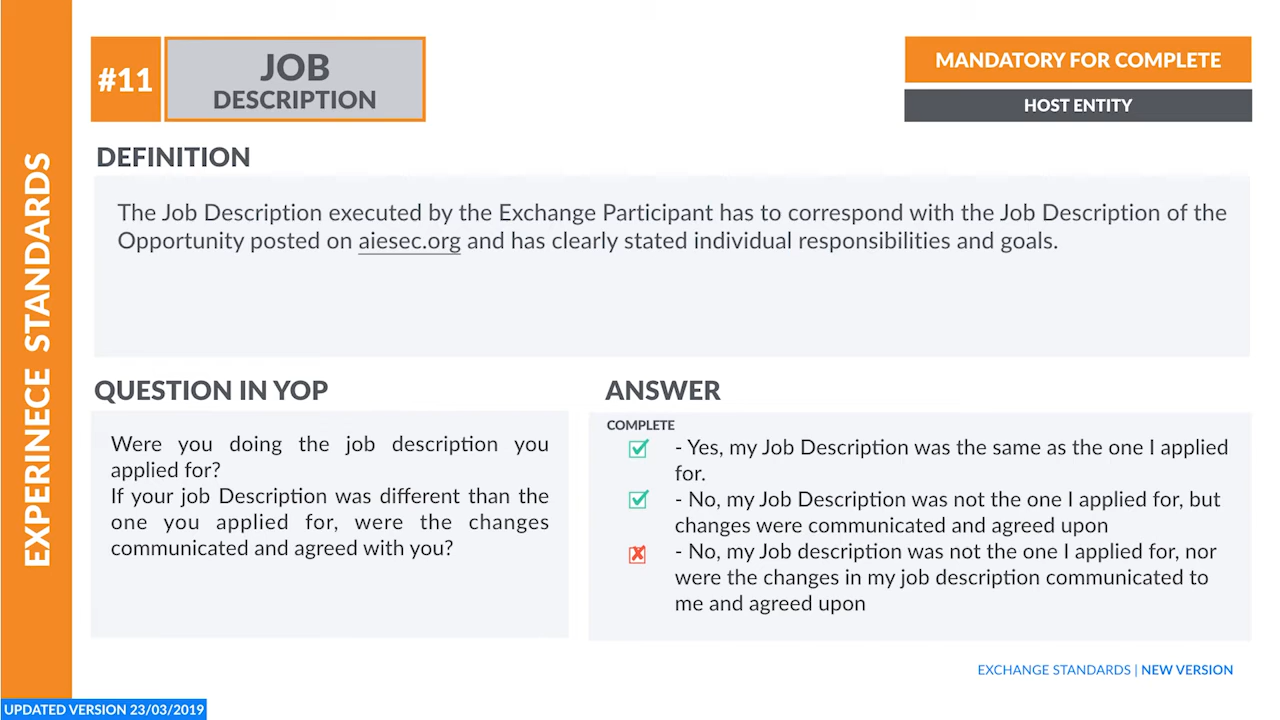 #11
JOB
DESCRIPTION
MANDATORY FOR COMPLETE
HOST ENTITY
EXPERINECE STANDARDS
DEFINITION
The Job Description executed by the Exchange Participant has to correspond with the Job Description of the
Opportunity posted on aiesec.org and has clearly stated individual responsibilities and goals.
QUESTION IN YOP
Were you doing the job description you
applied for?
If your job Description was different than the
one you applied for, were the changes
communicated and agreed with you?
ANSWER
COMPLETE
- Yes, my Job Description was the same as the one I applied
for.
- No, my Job Description was not the one I applied for, but
changes were communicated and agreed upon
- No, my Job description was not the one I applied for, nor
were the changes in my job description communicated to
me and agreed upon
EXCHANGE STANDARDS | NEW VERSION
UPDATED VERSION 23/03/2019